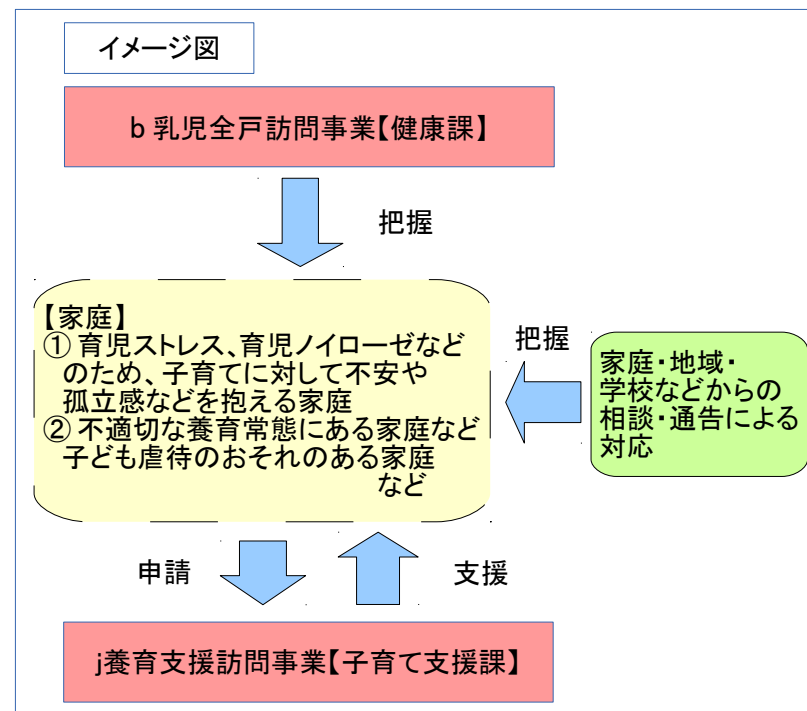 イメージ図
b 乳児全戸訪問事業【健康課】
把握
【家庭】
① 育児ストレス、育児ノイローゼなど
のため、子育てに対して不安や
孤立感などを抱える家庭
② 不適切な養育常態にある家庭など
子ども虐待のおそれのある家庭
など
把握
家庭・地域・
学校などからの
相談・通告による
対応
申請
支援
j養育支援訪問事業【子育て支援課】